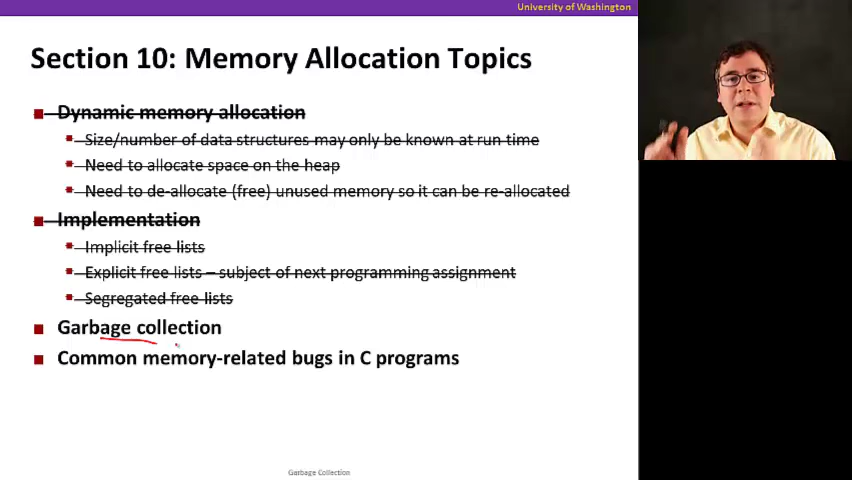 University of Washington
Section 10: Memory Allocation Topics
Dynamic memory allocation
Size/number of data structures may only be known at run time
Need to allocate space on the heap
Need to de-allocate (free) unused memory so it can be re-allocated
Implementation
Implicit free lists
Explicit free lists – subject of next programming assignment
Segregated free lists
Garbage collection
Common memory-related bugs in C programs
Garbage Collection